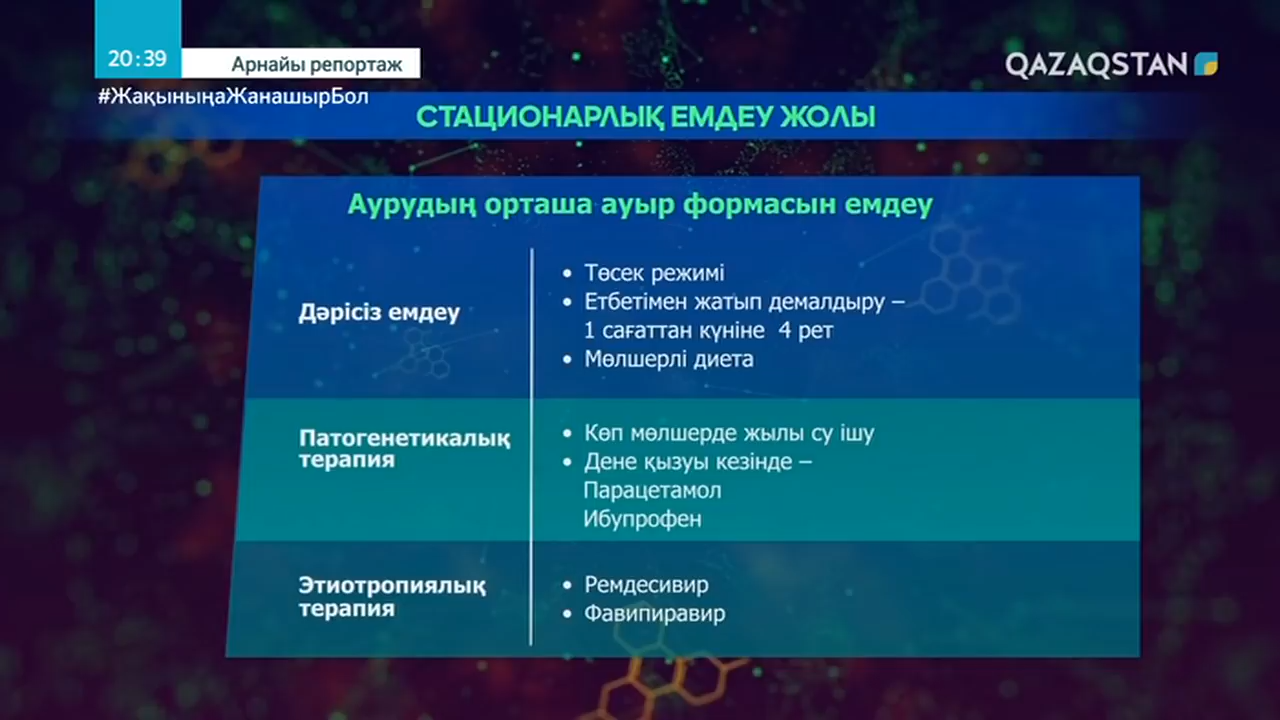 20:39
Арнайы репортаж
QAZAQSTAN
#ЖақыныңаЖанашырБол
СТАЦИОНАРЛЫҚ ЕМДЕУ ЖОЛЫ
Аурудың орташа ауыр формасын емдеу
Дәрісіз емдеу
• Төсек режимі
• Етбетімен жатып демалдыру –
1 сағаттан күніне 4 рет
• Мөлшерлі диета
Патогенетикалық
терапия
• Көп мөлшерде жылы су ішу
• Дене қызуы кезінде –
Парацетамол
Ибупрофен
Этиотропиялық
терапия
• Ремдесивир
• Фавипиравир